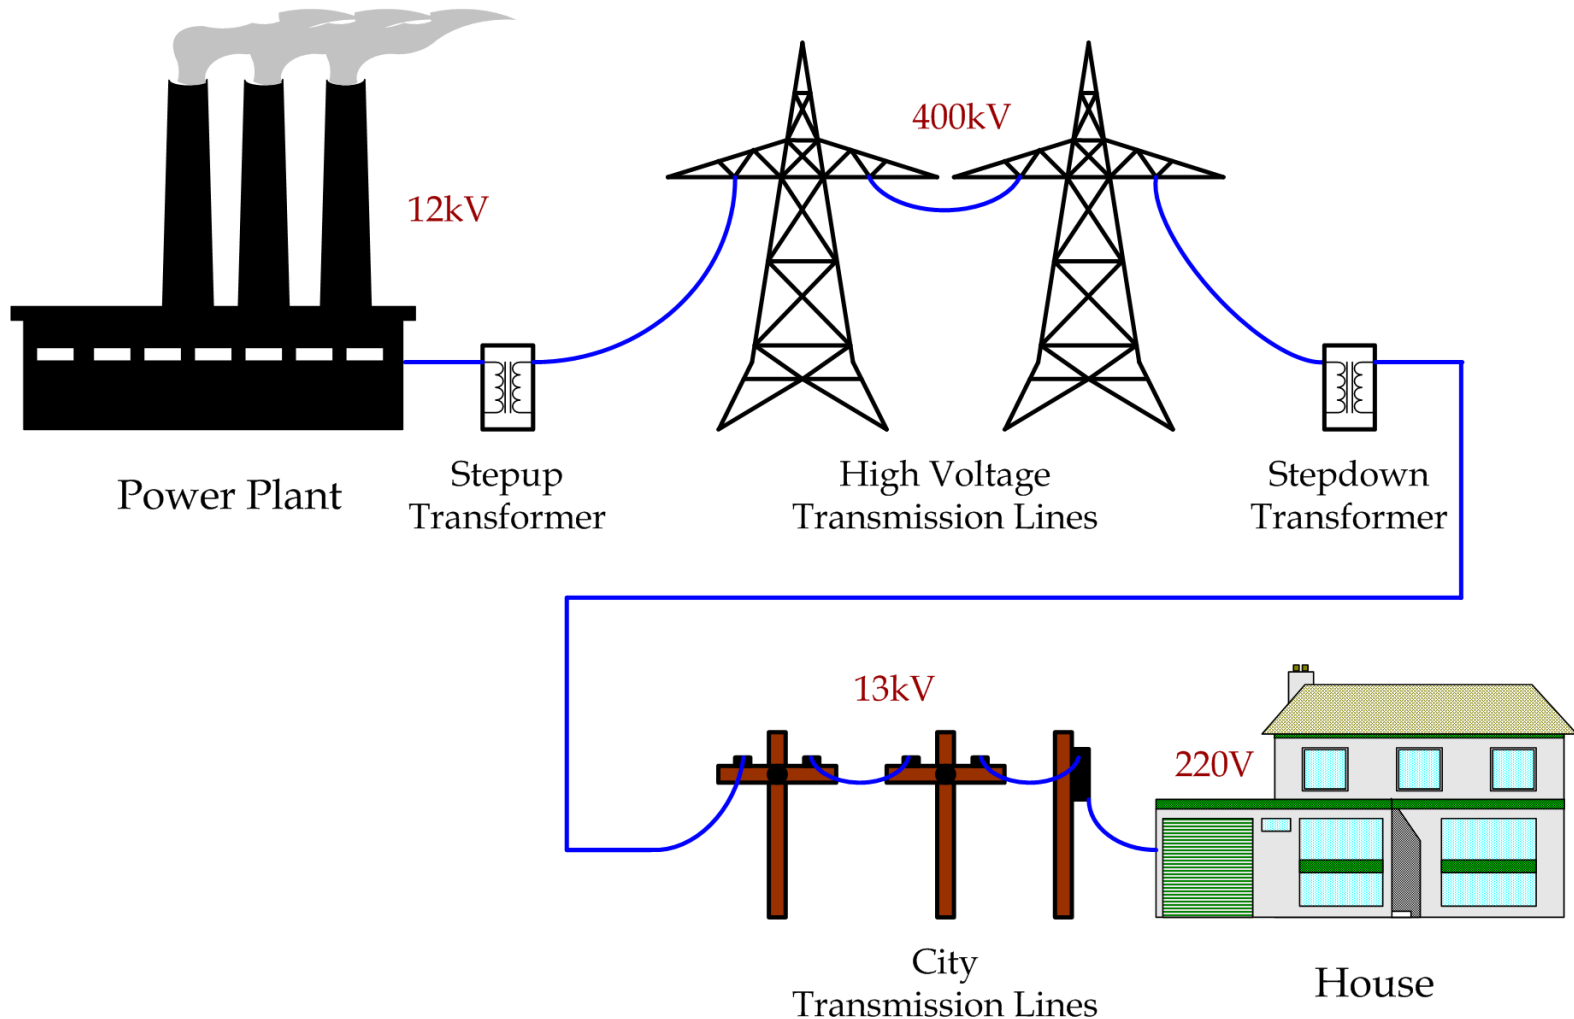 400kV
12kV
Power Plant
Stepup
Transformer
High Voltage
Transmission Lines
Stepdown
Transformer
13kV
220V
City
Transmission Lines
House